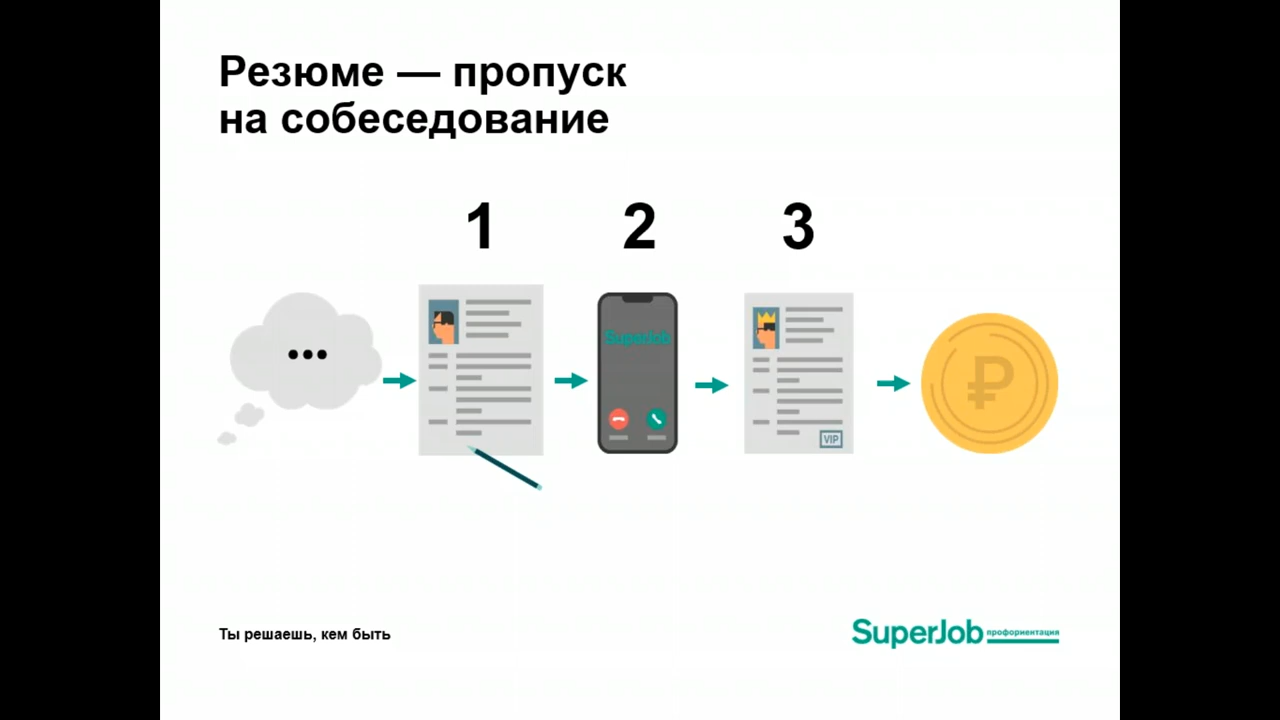 Резюме — пропуск
на собеседование
1
2
3
SuperJob
VIP
₽
Ты решаешь, кем быть
SuperJob профориентация